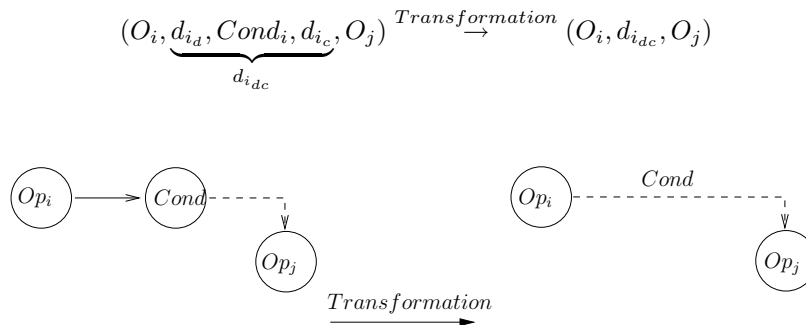 (O_i, d_{i_d}, Cond_i, d_{i_c}, O_j) Transformation → (O_i, d_{i_{dc}}, O_j)
d_{i_{dc}}
Op_i Cond Op_i Cond
Op_j Op_j
Transformation